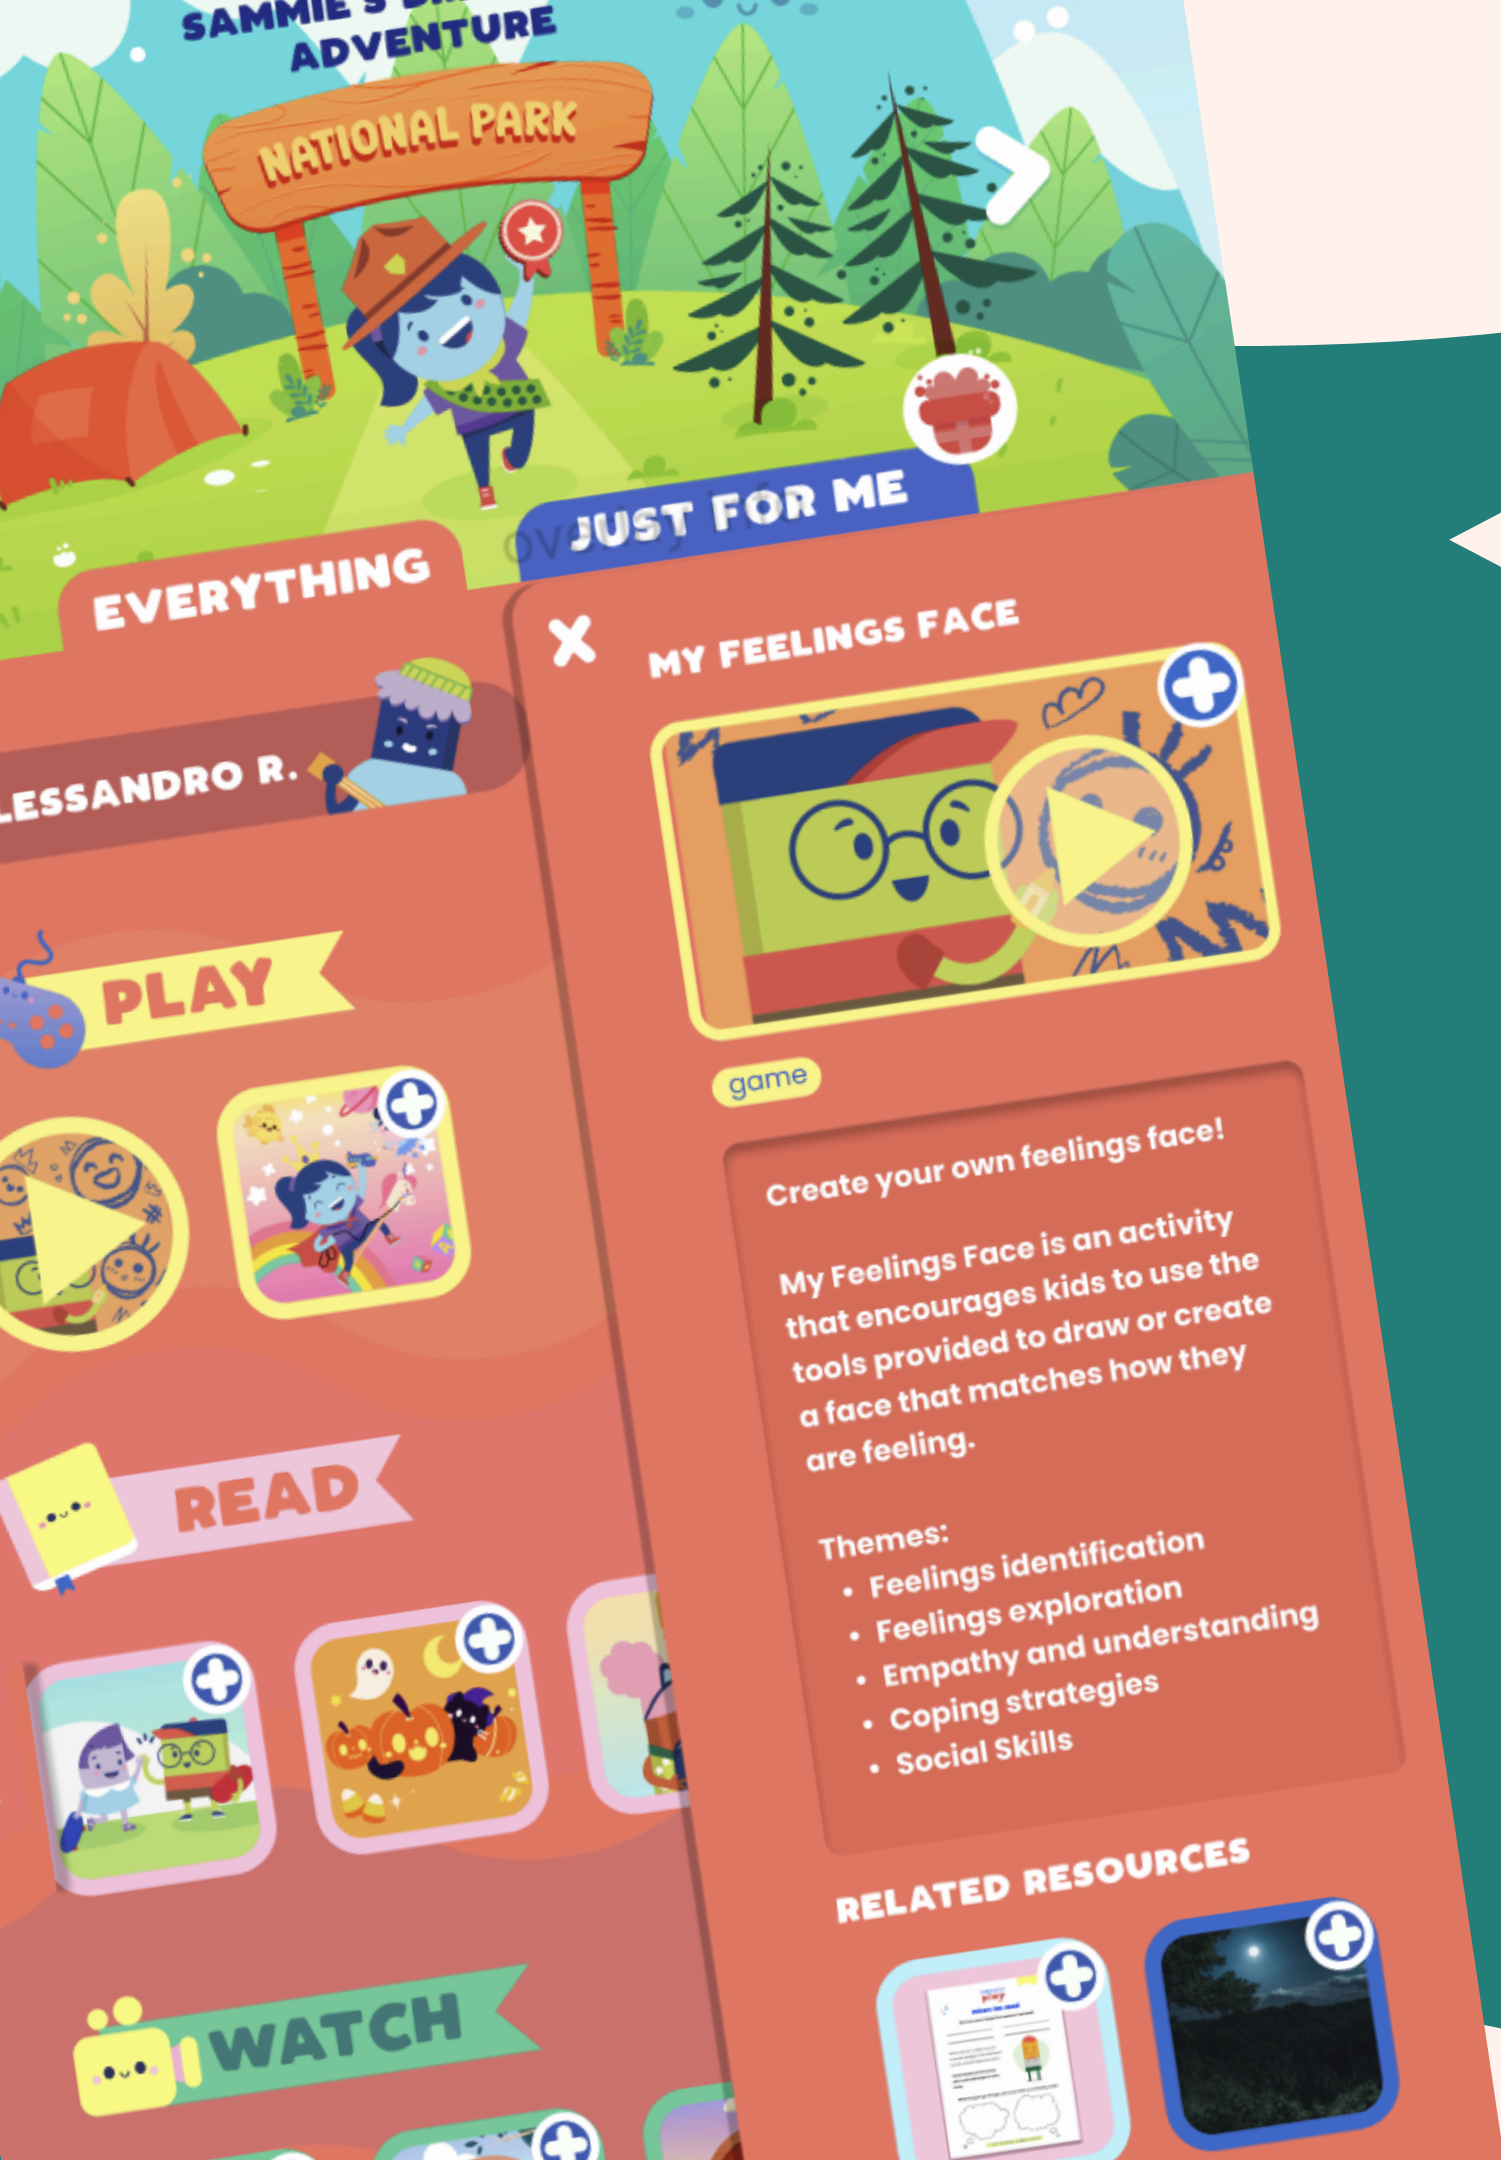 SAMMIE'S
ADVENTURE
NATIONAL PARK
EVERYTHING
JUST FOR ME
LESSANDRO R.
PLAY
READ
WATCH
MY FEELINGS FACE
game
Create your own feelings face!
My Feelings Face is an activity
that encourages kids to use the
tools provided to draw or create
a face that matches how they
are feeling.
Themes:
• Feelings identification
• Feelings exploration
• Empathy and understanding
• Coping strategies
• Social Skills
RELATED RESOURCES
play